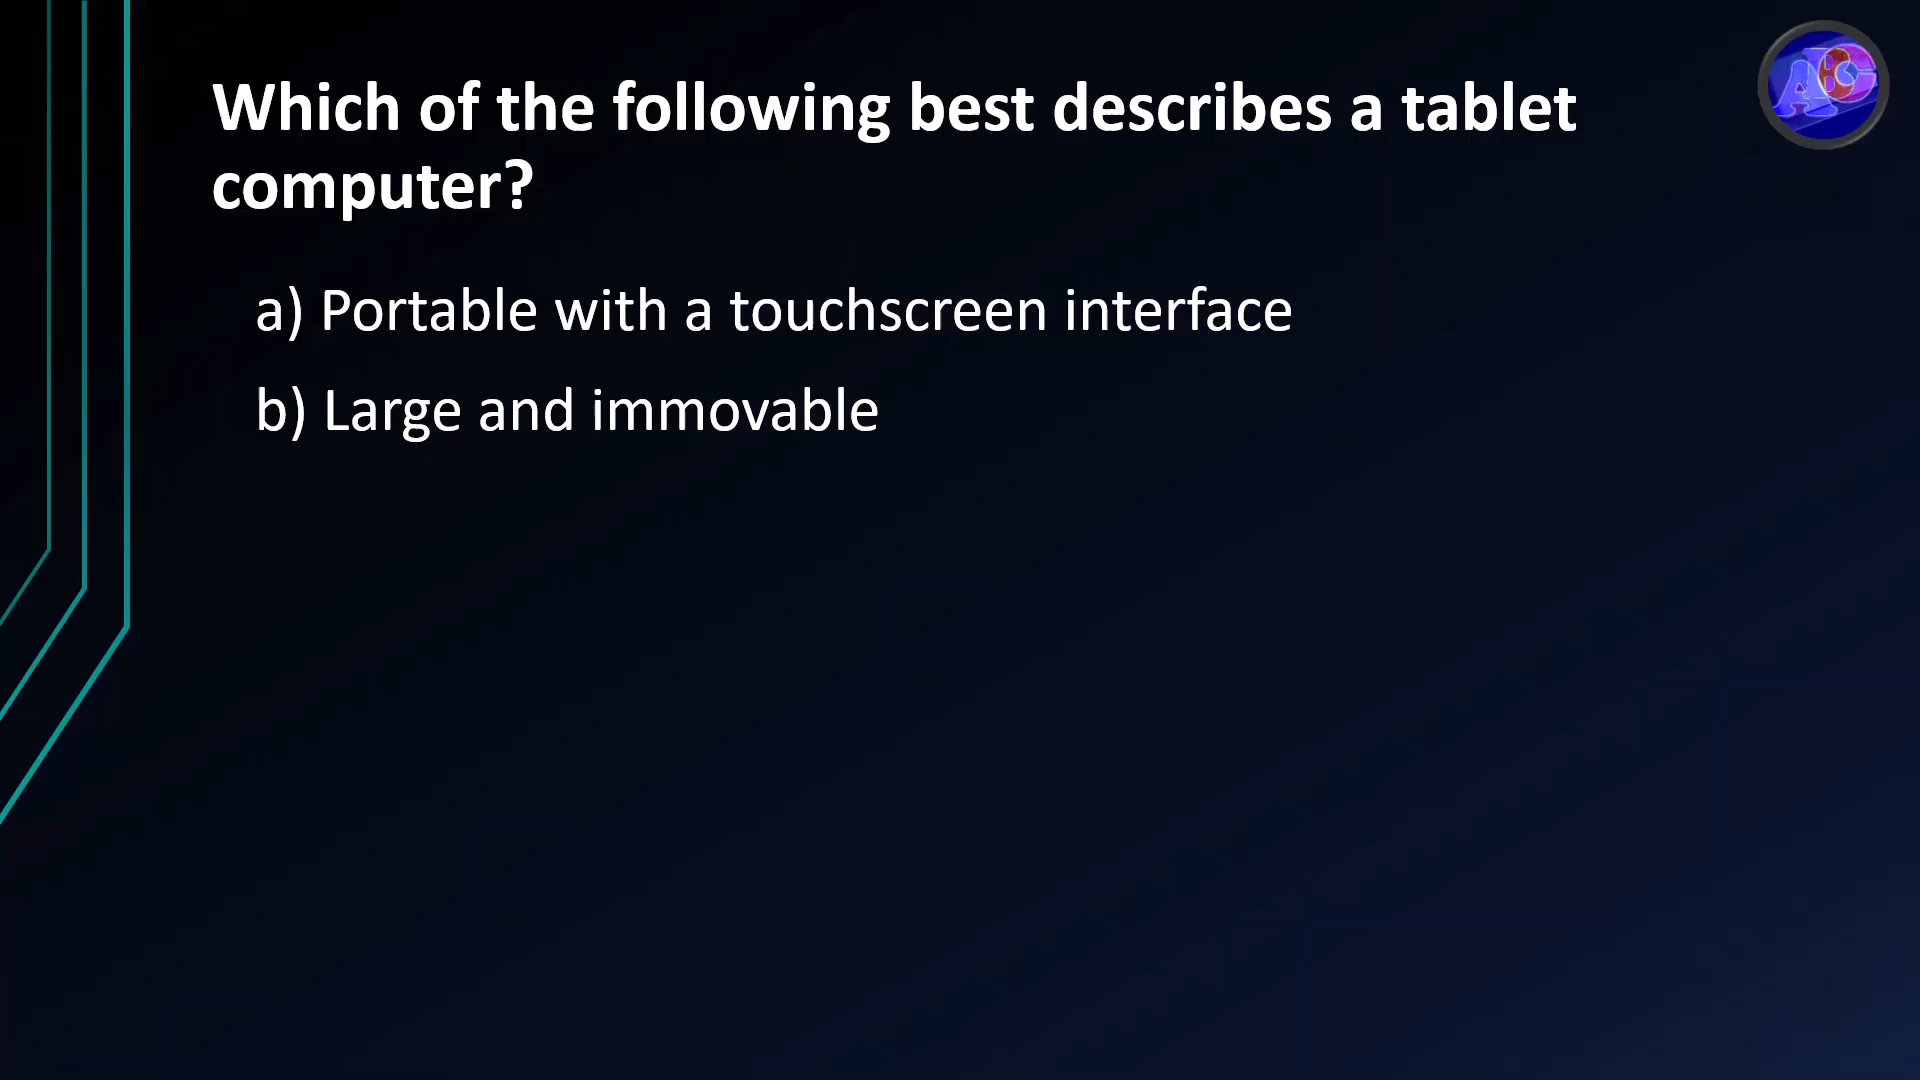 Which of the following best describes a tablet
computer?
a) Portable with a touchscreen interface
b) Large and immovable